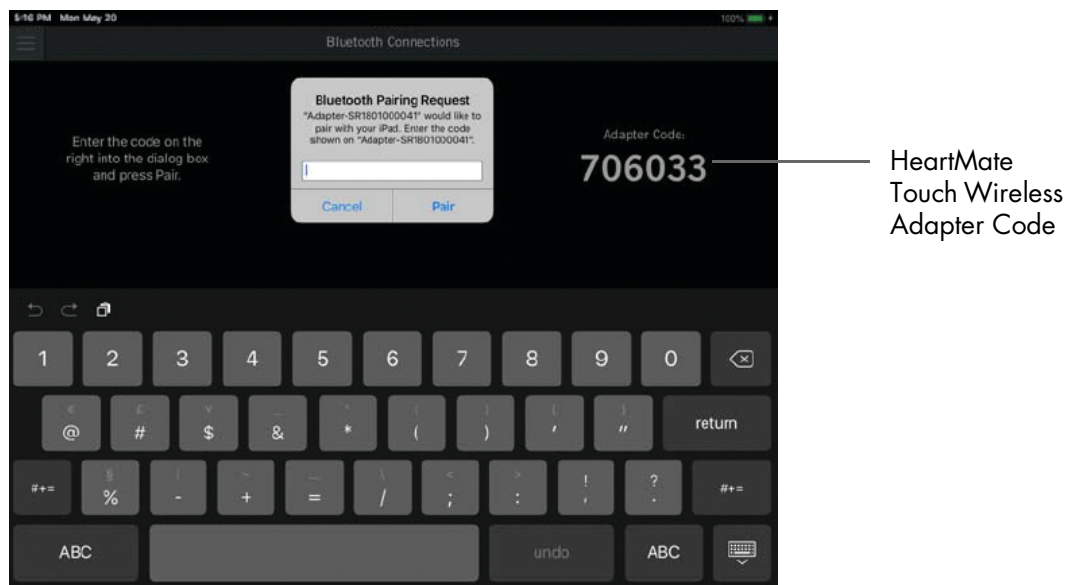 5:16 PM Mon May 20
100%
Bluetooth Connections
Bluetooth Pairing Request
"Adapter-SR1801000041" would like to
pair with your iPad. Enter the code
shown on "Adapter-SR1801000041".
Cancel Pair
Enter the code on the
right into the dialog box
and press Pair.
Adapter Code:
706033
HeartMate
Touch Wireless
Adapter Code
1 2 3 4 5 6 7 8 9 0
@ # $ & * ( ) ' " return
#+= % - + = / ; : ! , ? . #+=
ABC undo ABC